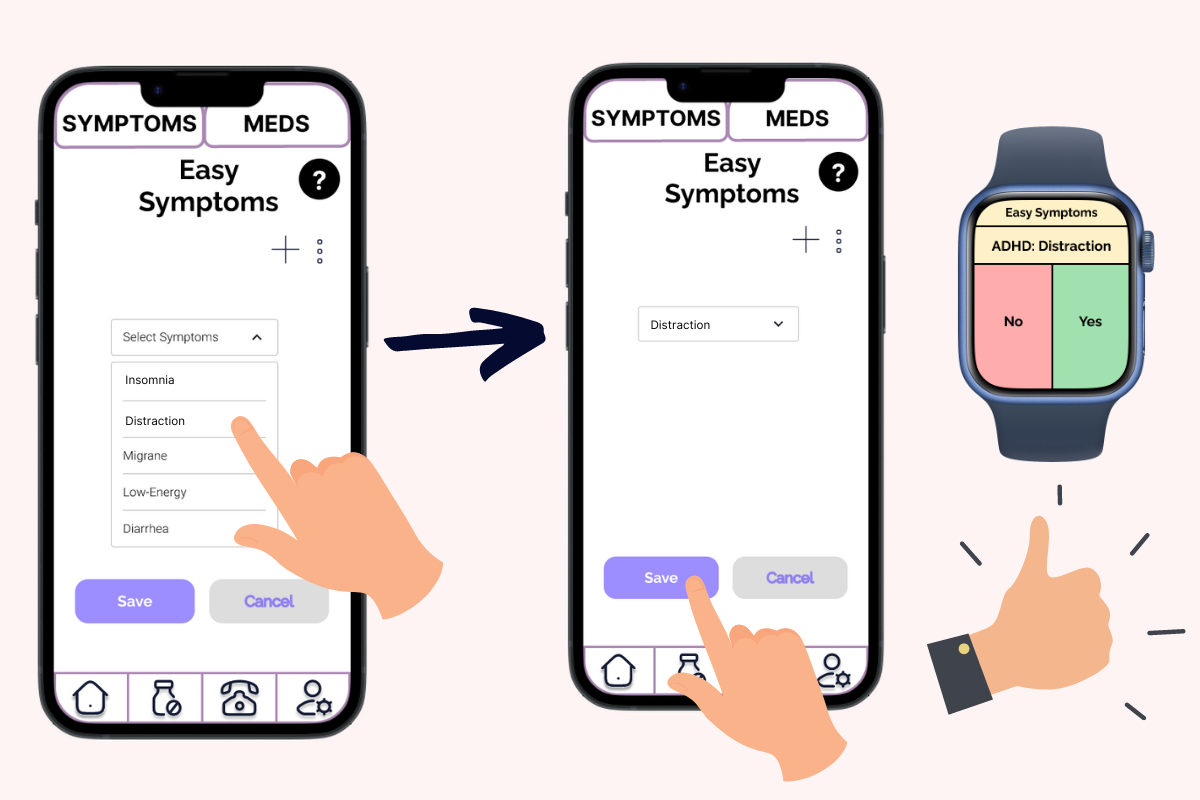 SYMPTOMS MEDS
Easy
Symptoms
?
Select Symptoms
Insomnia
Distraction
Migrane
Low-Energy
Diarrhea
Save Cancel
SYMPTOMS MEDS
Easy
Symptoms
?
Distraction
Save Cancel
Easy Symptoms
ADHD: Distraction
No Yes